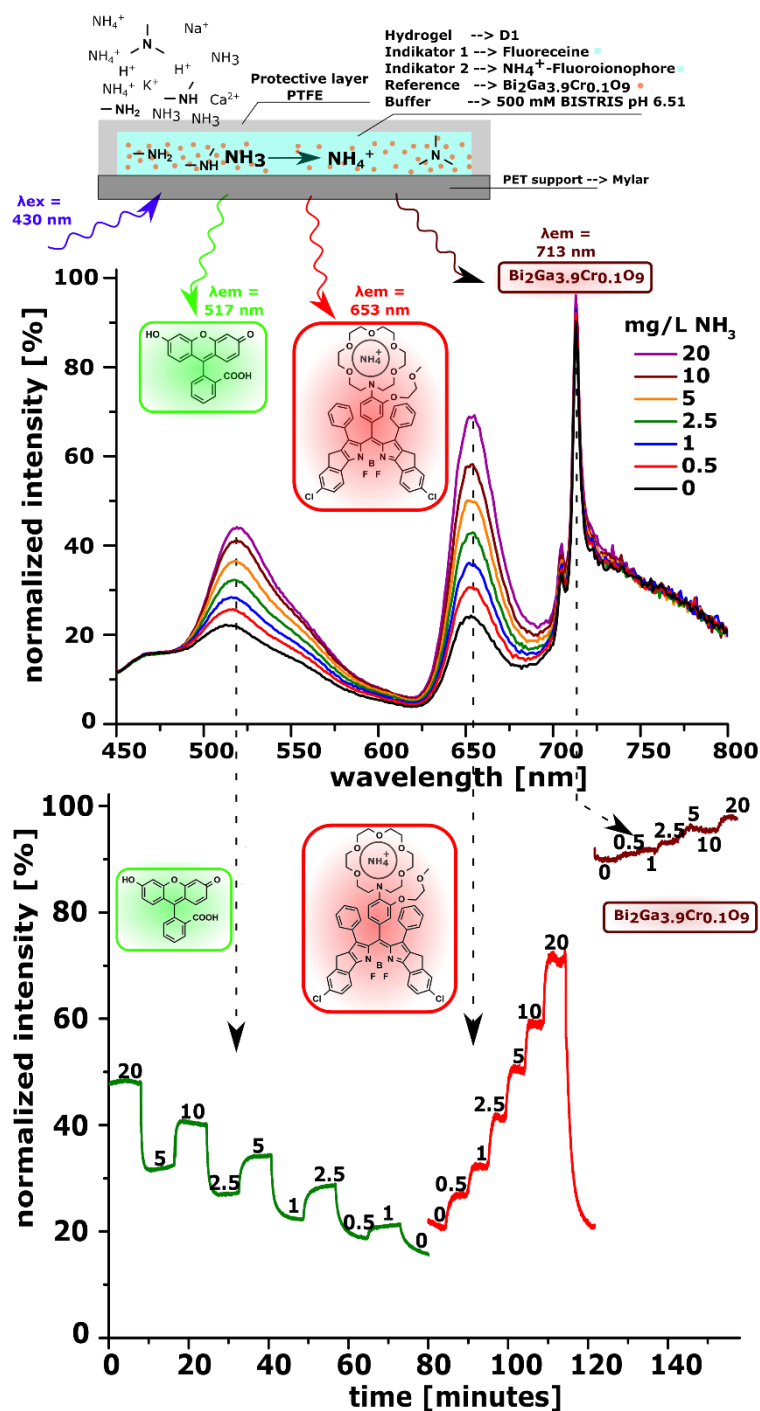 NH₄⁺ Na⁺
N
NH₄⁺ NH3
H⁺ H⁺
NH₄⁺ K⁺ NH
NH₂ Ca²⁺
NH3 NH3
Hydrogel --> D1
Indikator 1 --> Fluoreceine
Indikator 2 --> NH₄⁺-Fluoroionophore
Reference --> Bi2Ga3.9Cr0.1O9
Buffer --> 500 mM BISTRIS pH 6.51
Protective layer
PTFE
NH₂ NH NH3 NH₄⁺ N
PET support --> Mylar
λex =
430 nm
λem =
517 nm
λem =
653 nm
λem =
713 nm
Bi2Ga3.9Cr0.1O9
HO O O
COOH
O O O
O NH₄⁺ O
N O O
N B N
F F
Cl Cl
mg/L NH₃
20
10
5
2.5
1
0.5
0
normalized intensity [%]
100
80
60
40
20
0
450 500 550 600 650 700 750 800
wavelength [nm]
normalized intensity [%]
100
80
60
40
20
0
HO O O
COOH
O O O
O NH₄⁺ O
N O O
N B N
F F
Cl Cl
0 0.5 1 2.5 5 10 20
Bi2Ga3.9Cr0.1O9
20 5 10 2.5 5 1 2.5 0.5 1 0
0 0.5 1 2.5 5 10 20
0 20 40 60 80 100 120 140
time [minutes]